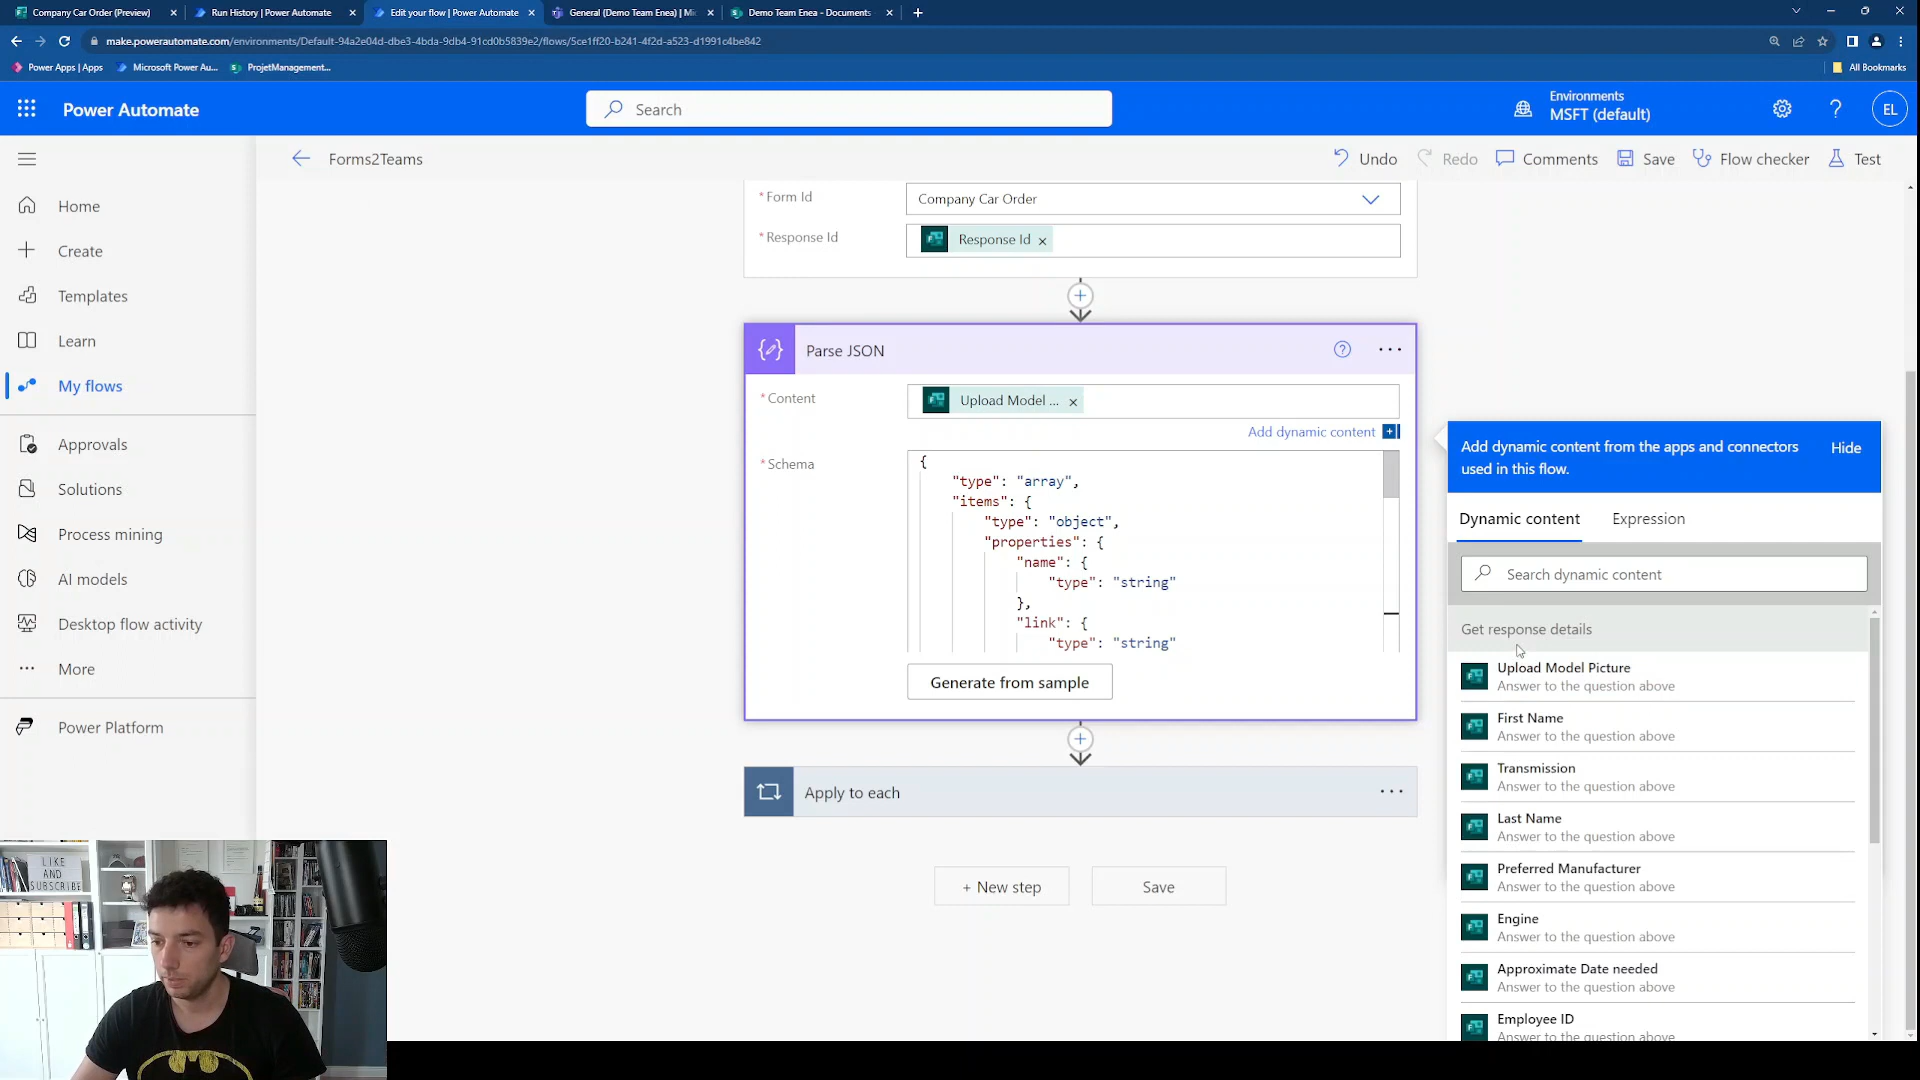 Company Car Order (Preview)
Run History | Power Automate
Edit your flow | Power Automate
General (Demo Team Enea) | Mi
Demo Team Enea - Documents
make.powerautomate.com/environments/Default-94a2e04d-dbe3-4bda-9db4-91cd0b5839e2/flows/5ce1ff20-b241-4f2d-a523-d1991c4be842
Power Apps | Apps
Microsoft Power Au...
ProjetManagement...
All Bookmarks
Power Automate
Search
Environments
MSFT (default)
EL
Forms2Teams
Undo
Redo
Comments
Save
Flow checker
Test
Home
Create
Templates
Learn
My flows
Approvals
Solutions
Process mining
AI models
Desktop flow activity
More
Power Platform
* Form Id
Company Car Order
* Response Id
Response Id ×
Parse JSON
* Content
Upload Model ... ×
Add dynamic content
* Schema
{
"type": "array",
"items": {
"type": "object",
"properties": {
"name": {
"type": "string"
},
"link": {
"type": "string"
Generate from sample
Apply to each
+ New step
Save
Add dynamic content from the apps and connectors
used in this flow.
Hide
Dynamic content
Expression
Search dynamic content
Get response details
Upload Model Picture
Answer to the question above
First Name
Answer to the question above
Transmission
Answer to the question above
Last Name
Answer to the question above
Preferred Manufacturer
Answer to the question above
Engine
Answer to the question above
Approximate Date needed
Answer to the question above
Employee ID
Answer to the question above
LIKE
AND
SUBSCRIBE